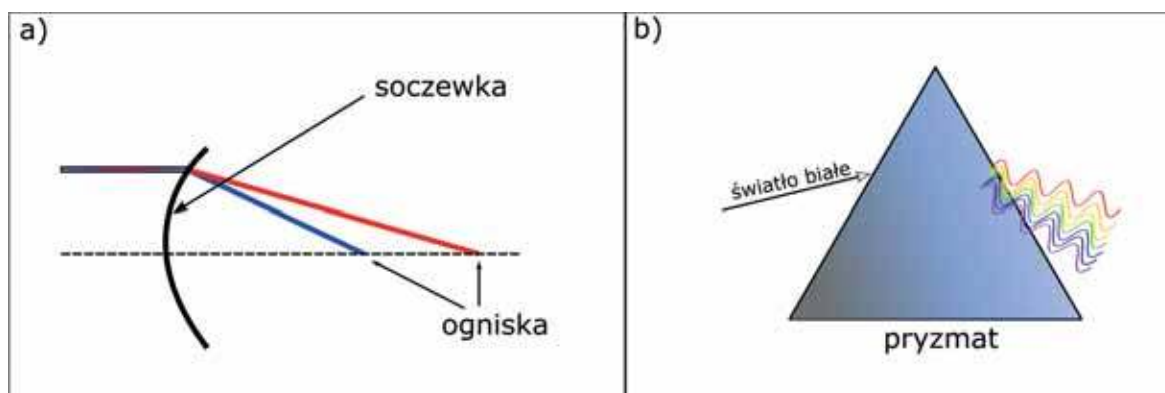 a)
soczewka
ogniska
b)
światło białe
pryzmat